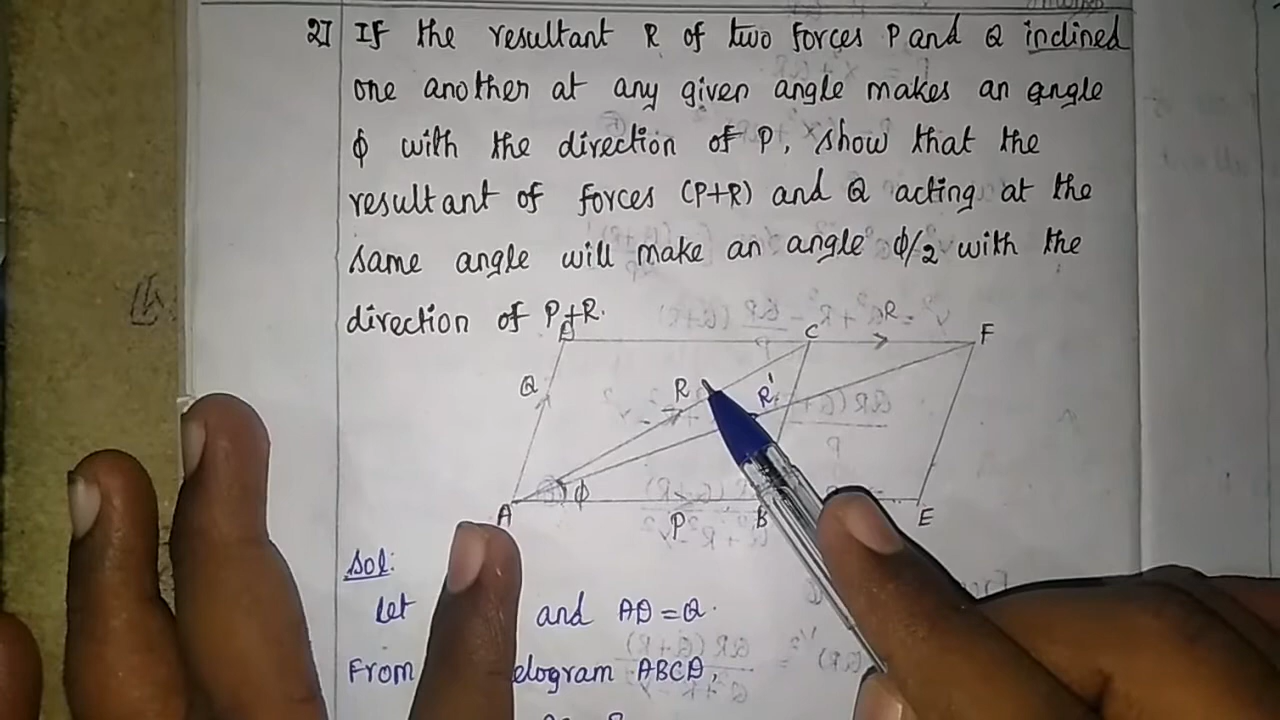 2] If the resultant R of two forces P and Q inclined
one another at any given angle makes an angle
ϕ with the direction of P, show that the
resultant of forces (P+R) and Q acting at the
same angle will make an angle ϕ/2 with the
direction of P+R.
D C R F
Q R R'
A ϕ P B E
Sol:
Let and AD = Q.
From elogram ABCD,